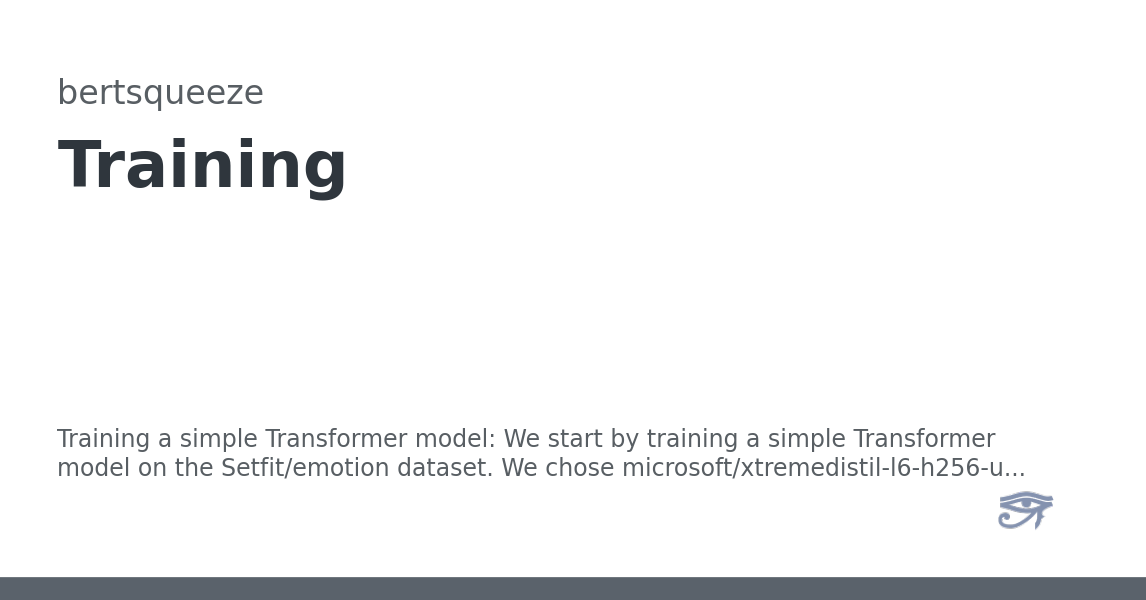 bertsqueeze
Training
Training a simple Transformer model: We start by training a simple Transformer
model on the Setfit/emotion dataset. We chose microsoft/xtremedistil-l6-h256-u...